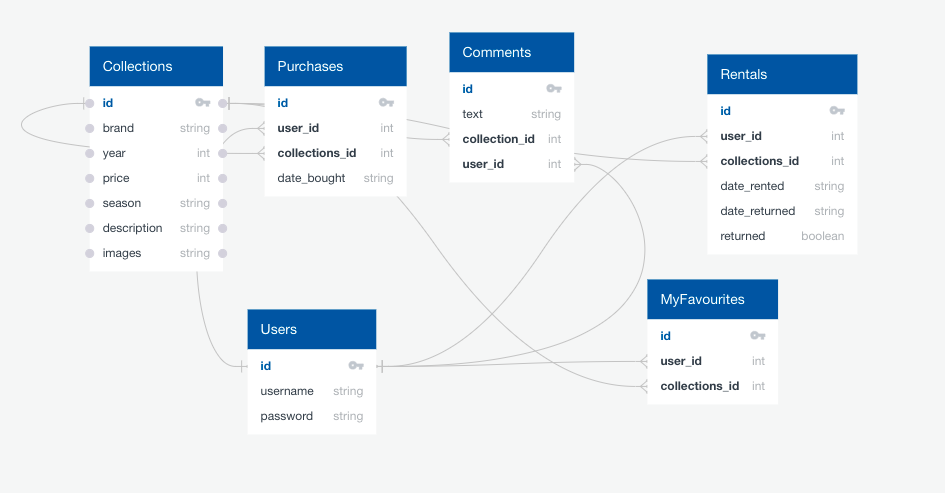 Collections
id
brand string
year int
price int
season string
description string
images string
Purchases
id
user_id int
collections_id int
date_bought string
Comments
id
text string
collection_id int
user_id int
Rentals
id
user_id int
collections_id int
date_rented string
date_returned string
returned boolean
Users
id
username string
password string
MyFavourites
id
user_id int
collections_id int